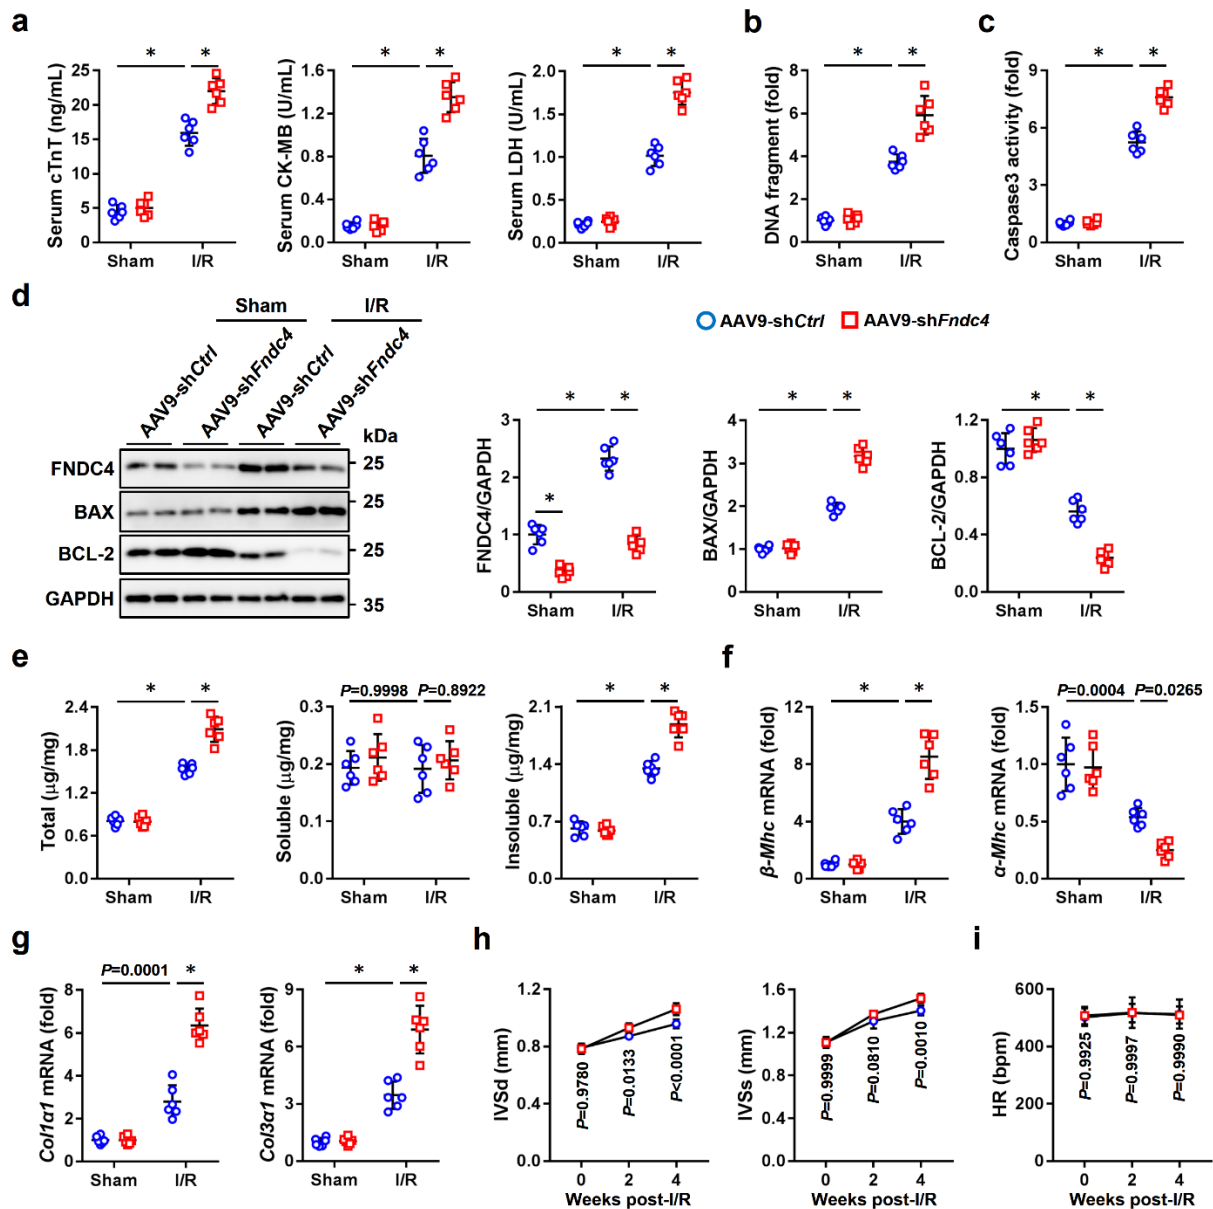 a
Serum cTnT (ng/mL)
25
20
15
10
5
0
*
*
Sham
I/R
Serum CK-MB (U/mL)
1.6
1.2
0.8
0.4
0.0
*
*
Sham
I/R
Serum LDH (U/mL)
2.0
1.5
1.0
0.5
0.0
*
*
Sham
I/R
b
DNA fragment (fold)
8
6
4
2
0
*
*
Sham
I/R
c
Caspase3 activity (fold)
9
6
3
0
*
*
Sham
I/R
d
Sham
I/R
AAV9-shCtrl
AAV9-shFndc4
AAV9-shCtrl
AAV9-shFndc4
kDa
FNDC4
25
BAX
25
BCL-2
25
GAPDH
35
AAV9-shCtrl
AAV9-shFndc4
FNDC4/GAPDH
3
2
1
0
*
*
*
Sham
I/R
BAX/GAPDH
4
3
2
1
0
*
*
Sham
I/R
BCL-2/GAPDH
1.2
0.8
0.4
0.0
*
*
Sham
I/R
e
Total (μg/mg)
2.4
1.8
1.2
0.6
0.0
*
*
Sham
I/R
Soluble (μg/mg)
0.3
0.2
0.1
0.0
P=0.9998
P=0.8922
Sham
I/R
Insoluble (μg/mg)
2.1
1.4
0.7
0.0
*
*
Sham
I/R
f
β-Mhc mRNA (fold)
12
8
4
0
*
*
Sham
I/R
α-Mhc mRNA (fold)
1.5
1.0
0.5
0.0
P=0.0004
P=0.0265
Sham
I/R
g
Col1α1 mRNA (fold)
8
6
4
2
0
P=0.0001
*
Sham
I/R
Col3α1 mRNA (fold)
9
6
3
0
*
*
Sham
I/R
h
IVSd (mm)
1.2
0.8
0.4
0.0
P=0.9780
P=0.0133
P<0.0001
0
2
4
Weeks post-I/R
IVSs (mm)
1.6
1.2
0.8
0.4
0.0
P=0.9999
P=0.0810
P=0.0010
0
2
4
Weeks post-I/R
i
HR (bpm)
600
400
200
0
P=0.9925
P=0.9997
P=0.9990
0
2
4
Weeks post-I/R